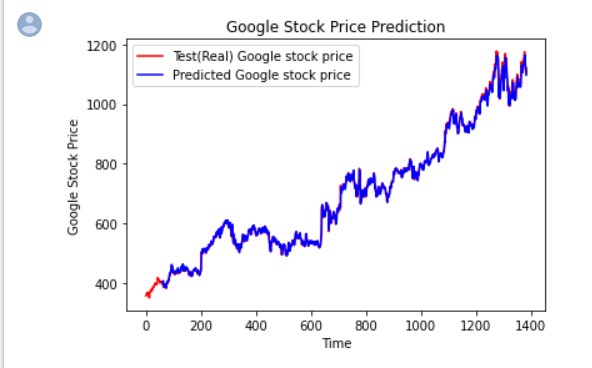 Google Stock Price Prediction
Test(Real) Google stock price
Predicted Google stock price
1200
1000
800
600
400
Google Stock Price
0 200 400 600 800 1000 1200 1400
Time